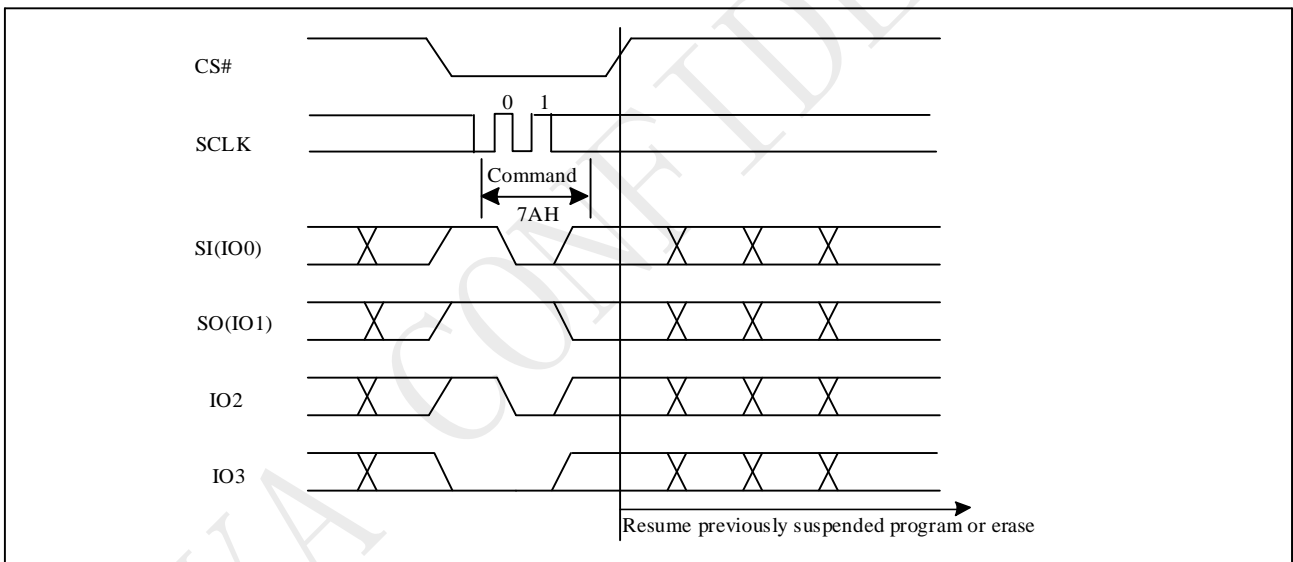 CS#
0 1
SCLK
Command
7AH
SI(IO0)
SO(IO1)
IO2
IO3
Resume previously suspended program or erase